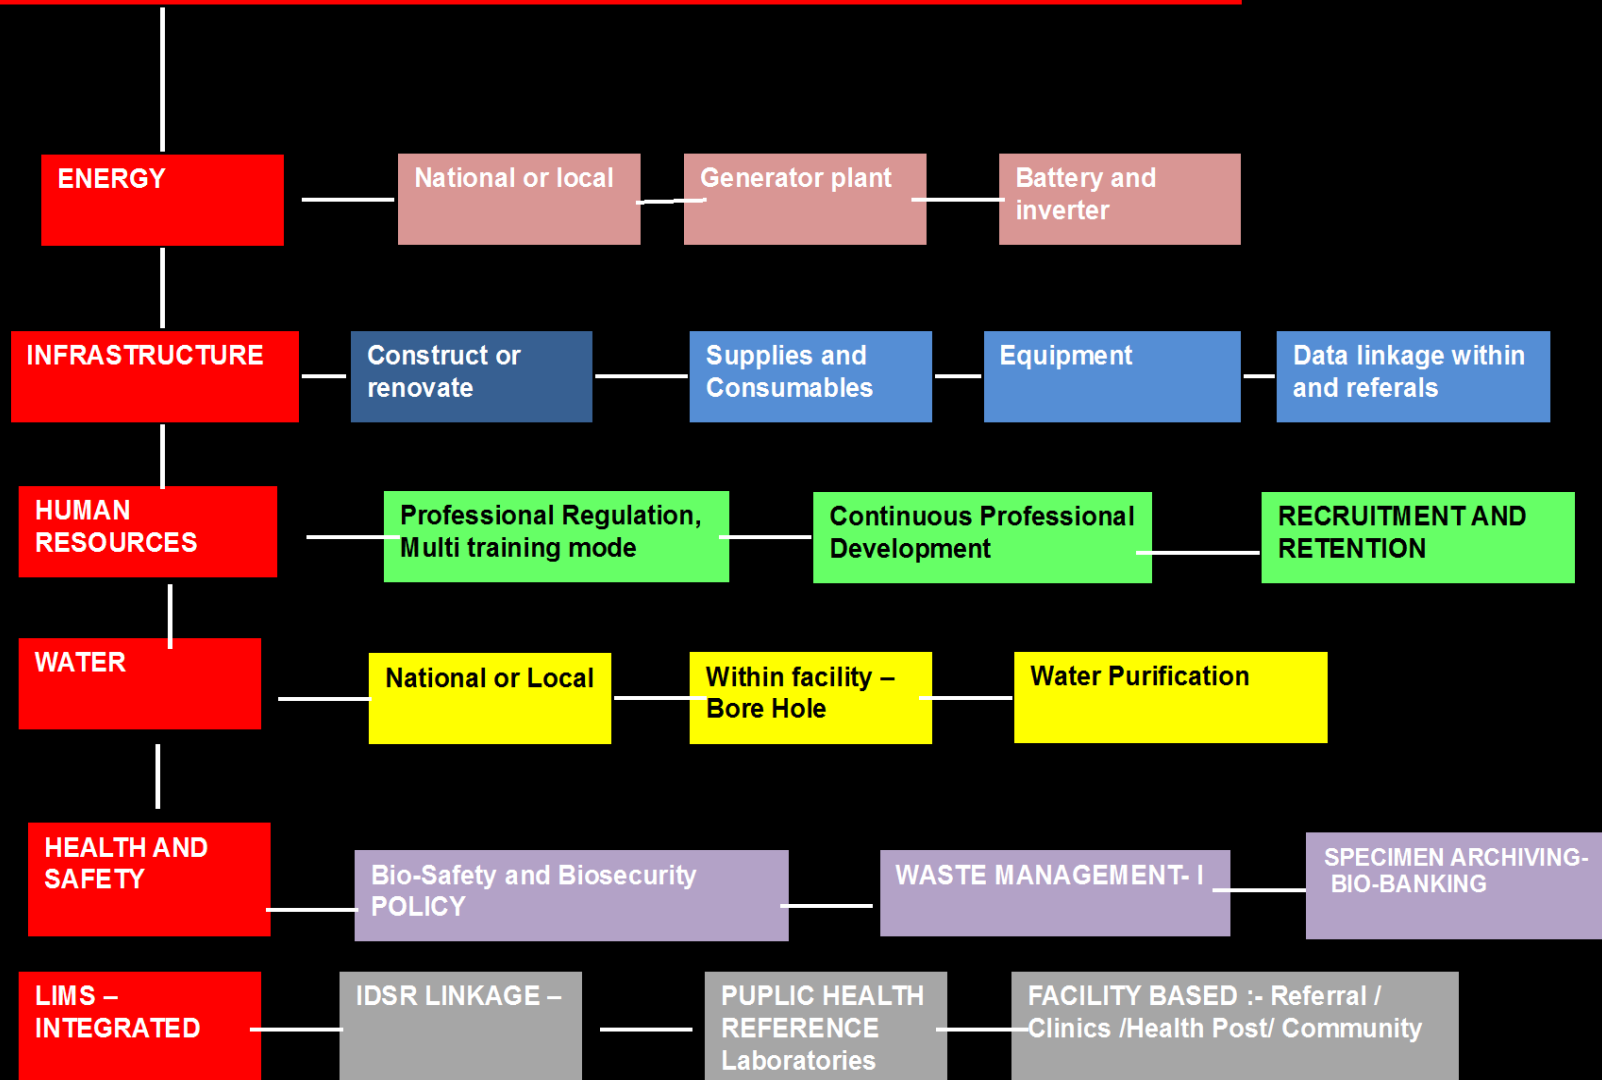 ENERGY
National or local
Generator plant
Battery and
inverter
INFRASTRUCTURE
Construct or
renovate
Supplies and
Consumables
Equipment
Data linkage within
and referals
HUMAN
RESOURCES
Professional Regulation,
Multi training mode
Continuous Professional
Development
RECRUITMENT AND
RETENTION
WATER
National or Local
Within facility –
Bore Hole
Water Purification
HEALTH AND
SAFETY
Bio-Safety and Biosecurity
POLICY
WASTE MANAGEMENT- I
SPECIMEN ARCHIVING-
BIO-BANKING
LIMS –
INTEGRATED
IDSR LINKAGE –
PUPLIC HEALTH
REFERENCE
Laboratories
FACILITY BASED :- Referral /
Clinics /Health Post/ Community